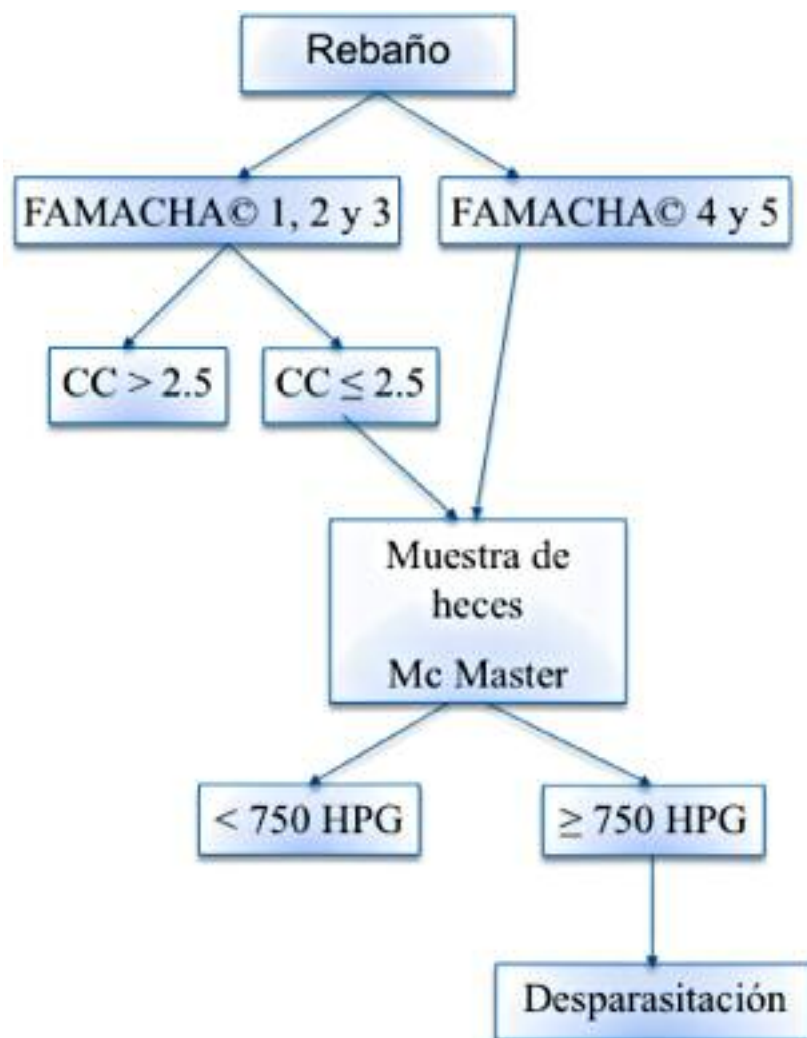 Rebaño
FAMACHA© 1, 2 y 3
FAMACHA© 4 y 5
CC > 2.5
CC ≤ 2.5
Muestra de
heces
Mc Master
< 750 HPG
≥ 750 HPG
Desparasitación